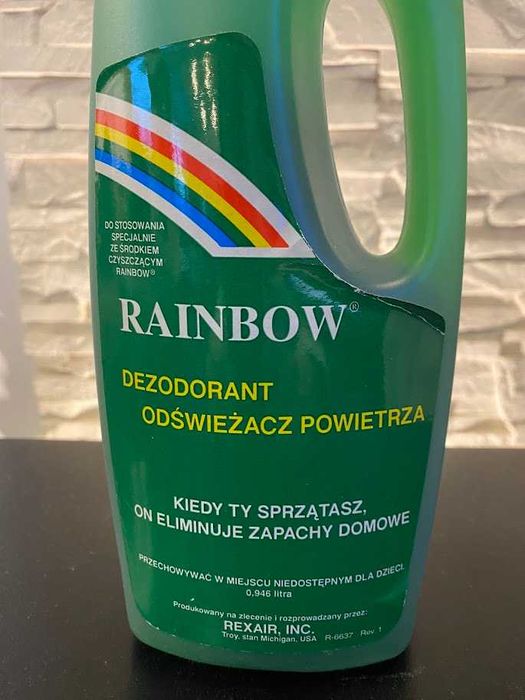 DO STOSOWANIA
SPECJALNIE
ZE ŚRODKIEM
CZYSZCZĄCYM
RAINBOW®
RAINBOW®
DEZODORANT
ODŚWIEŻACZ POWIETRZA
KIEDY TY SPRZĄTASZ,
ON ELIMINUJE ZAPACHY DOMOWE
PRZECHOWYWAĆ W MIEJSCU NIEDOSTĘPNYM DLA DZIECI.
0,946 litra
Produkowany na zlecenie i rozprowadzany przez:
REXAIR, INC.
Troy, stan Michigan, USA R-6637 Rev 1